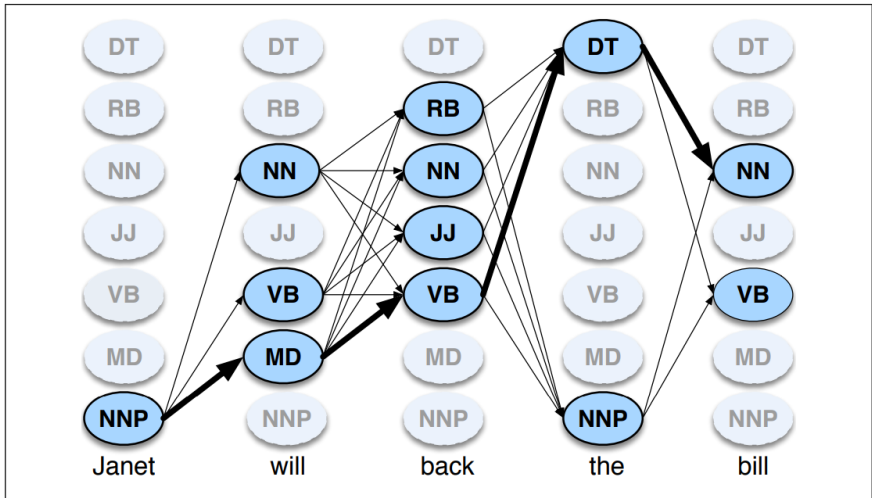 DT DT DT DT DT
RB RB RB RB RB
NN NN NN NN NN
JJ JJ JJ JJ JJ
VB VB VB VB VB
MD MD MD MD MD
NNP NNP NNP NNP NNP
Janet will back the bill